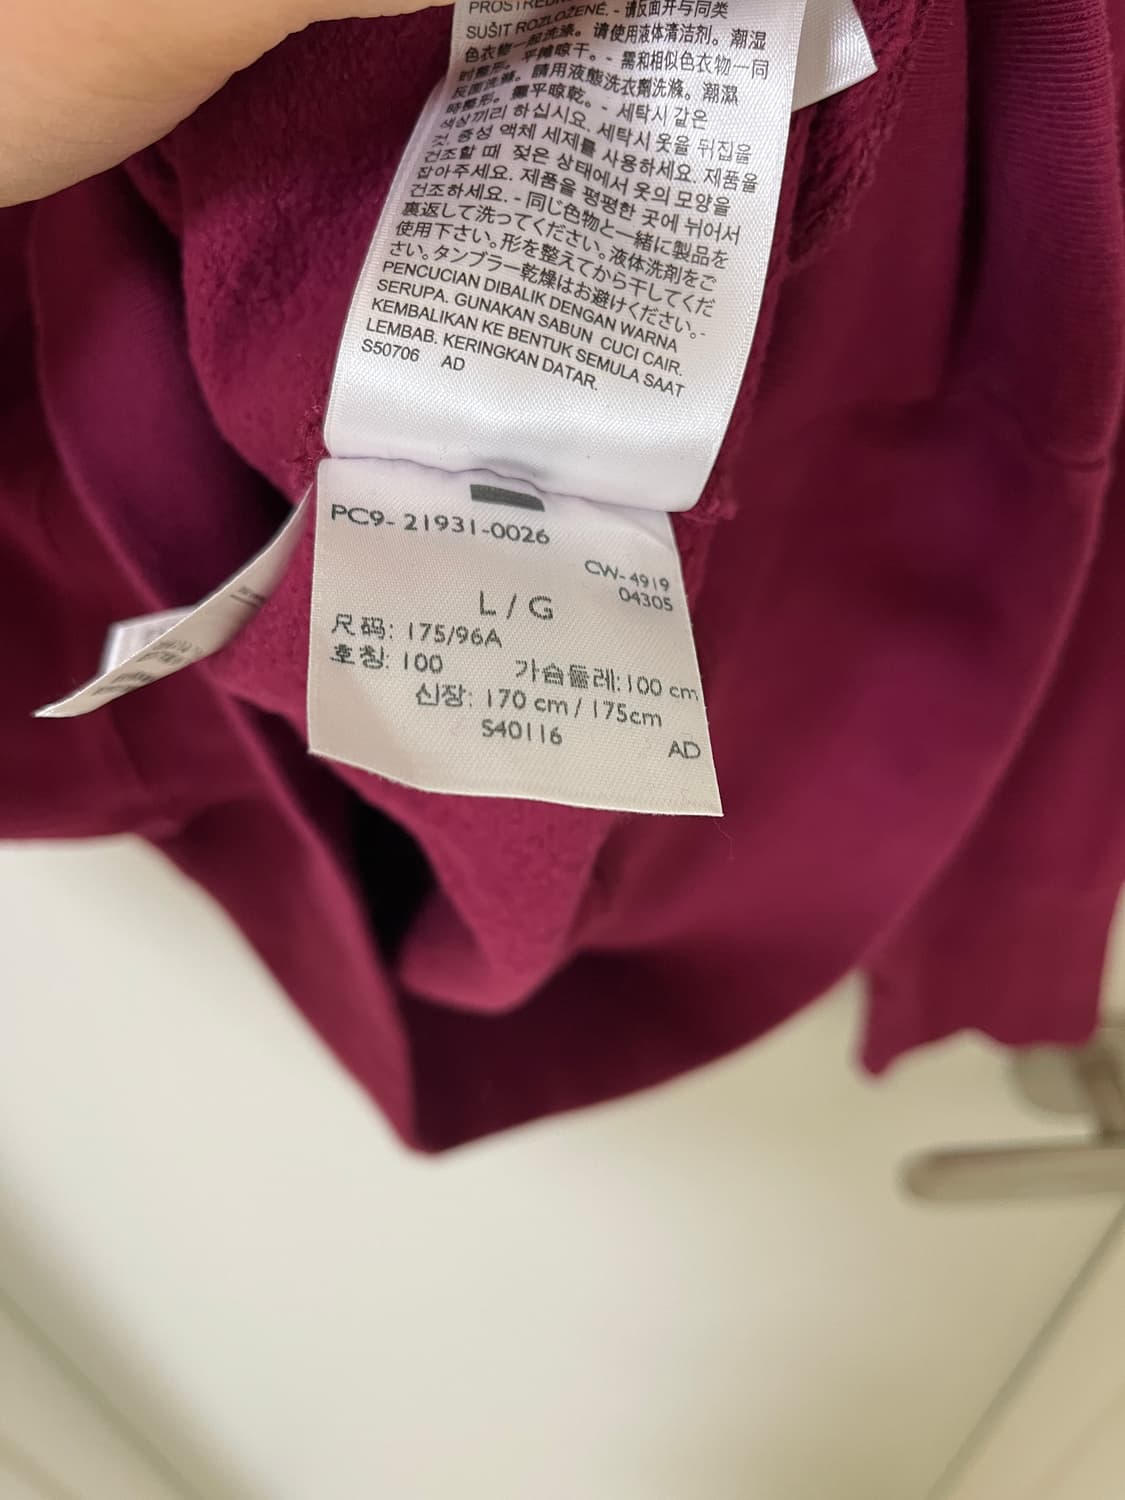 SUŠIT ROZLOŽENÉ. - 请反面开与同类
色衣物一起洗涤。请使用液体清洁剂。潮湿
时整形。平摊晾干。- 需和相似色衣物一同
反面洗滌。請用液態洗衣劑洗滌。潮濕
時整形。攤平晾乾。- 세탁시 같은
색상끼리 하십시요. 세탁시 옷을 뒤집을
것. 중성 액체 세제를 사용하세요. 제품을
건조할 때 젖은 상태에서 옷의 모양을
잡아주세요. 제품을 평평한 곳에 뉘어서
건조하세요. - 同じ色物と一緒に製品を
裏返して洗ってください。液体洗剤をご
使用下さい。形を整えてから干してくだ
さい。タンブラー乾燥はお避けください。-
PENCUCIAN DIBALIK DENGAN WARNA
SERUPA. GUNAKAN SABUN CUCI CAIR.
KEMBALIKAN KE BENTUK SEMULA SAAT
LEMBAB. KERINGKAN DATAR.
S50706 AD
PC9- 21931-0026
CW-4919
04305
L / G
尺码: 175/96A
호칭: 100 가슴둘레:100 cm
신장: 170 cm / 175cm
S40116
AD